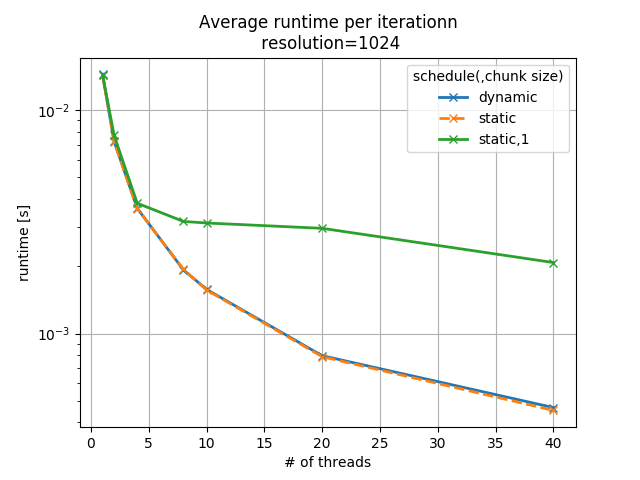 Average runtime per iterationn
resolution=1024
schedule(,chunk size)
dynamic
static
static,1
runtime [s]
10⁻²
10⁻³
0 5 10 15 20 25 30 35 40
# of threads